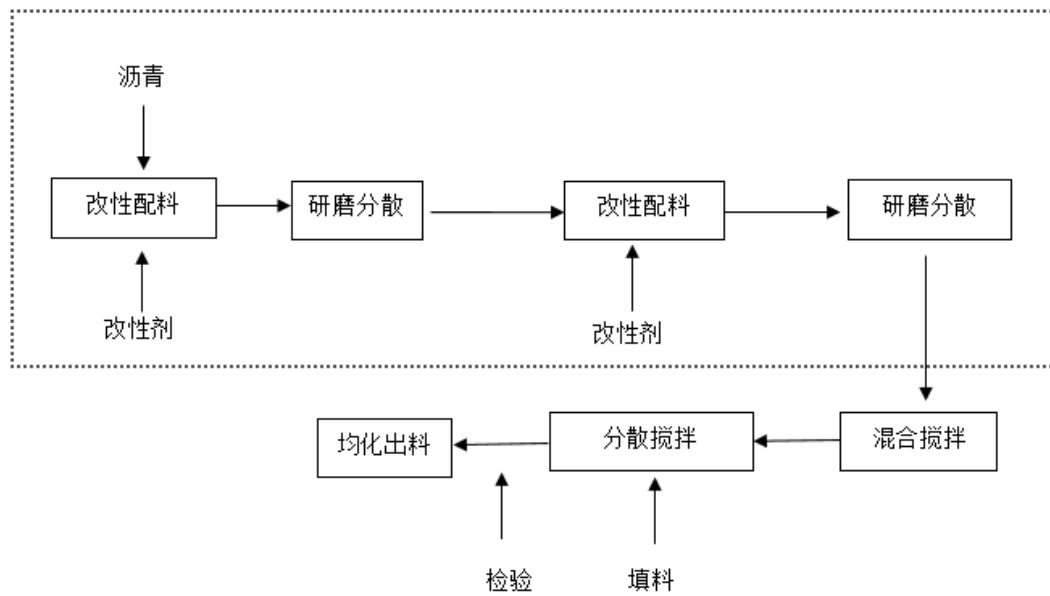 沥青
改性配料
研磨分散
改性配料
研磨分散
改性剂
改性剂
均化出料
分散搅拌
混合搅拌
检验
填料